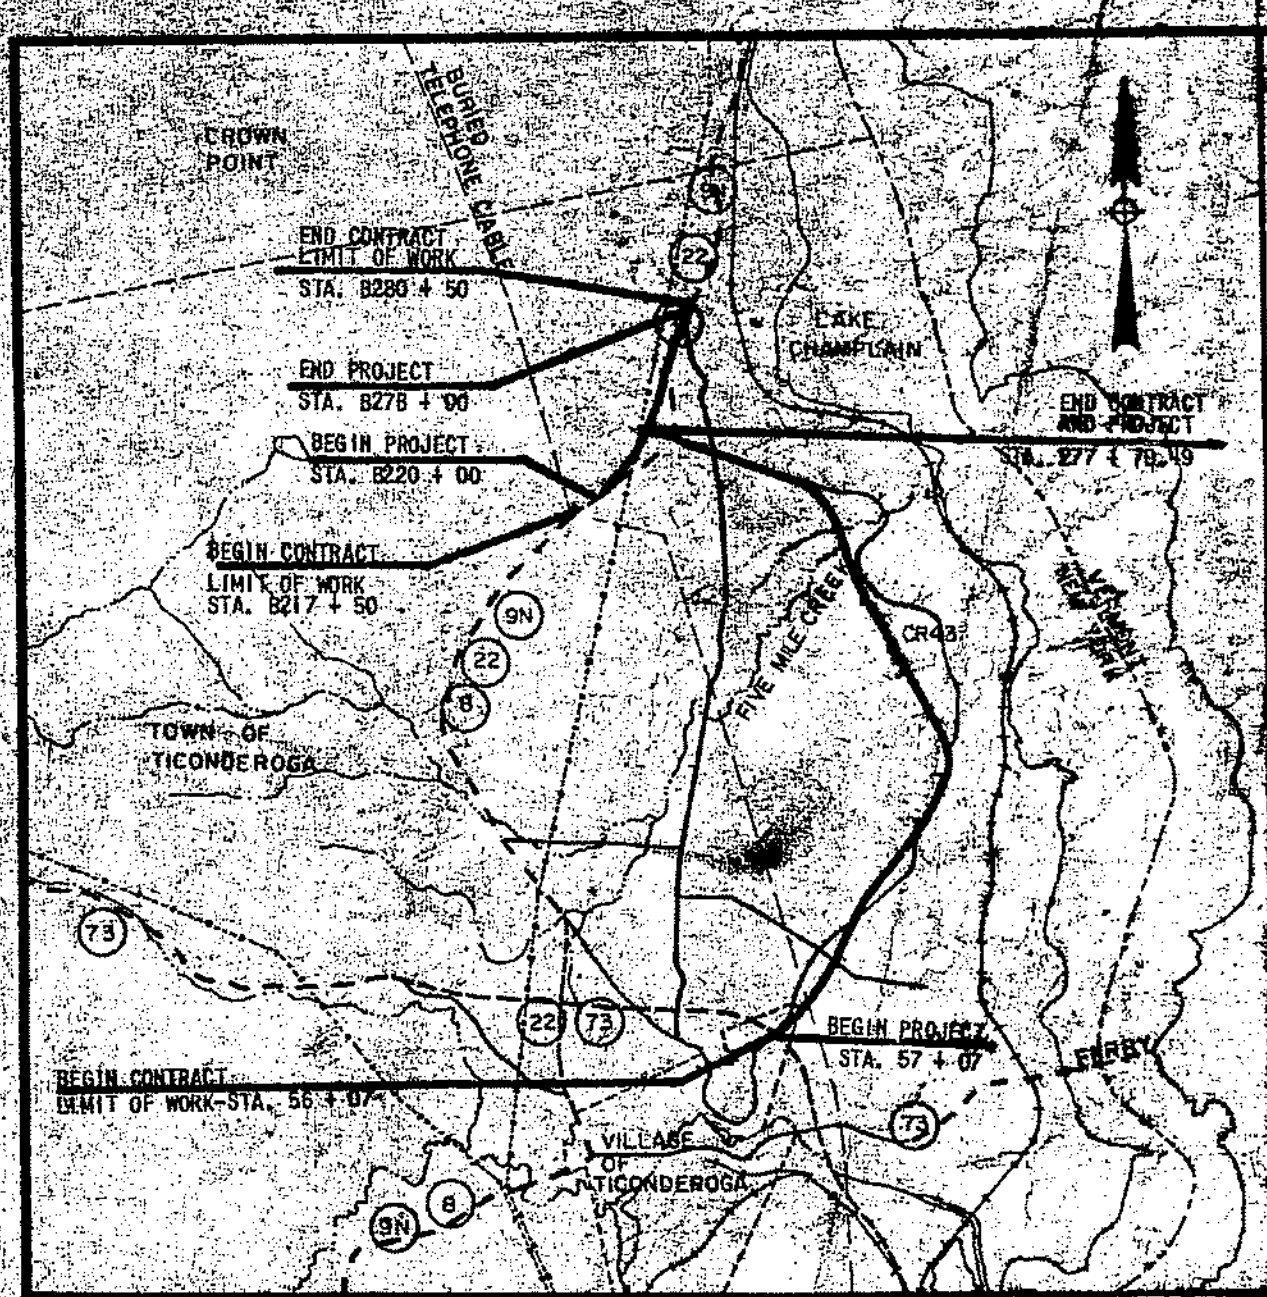 BURIED
TELEPHONE CABLE
CROWN
POINT
9N
22
END CONTRACT
LIMIT OF WORK
STA. B280 + 50
LAKE
CHAMPLAIN
END PROJECT
STA. B278 + 00
END CONTRACT
AND PROJECT
STA. 277 + 79.49
BEGIN PROJECT
STA. B220 + 00
BEGIN CONTRACT
LIMIT OF WORK
STA. B217 + 50
9N
22
8
FIVE MILE CREEK
CR43
VERMONT
NEW YORK
TOWN OF
TICONDEROGA
73
22
73
BEGIN PROJECT
STA. 57 + 07
FERRY
BEGIN CONTRACT
LIMIT OF WORK-STA. 56 + 07
73
VILLAGE
OF
TICONDEROGA
8
9N